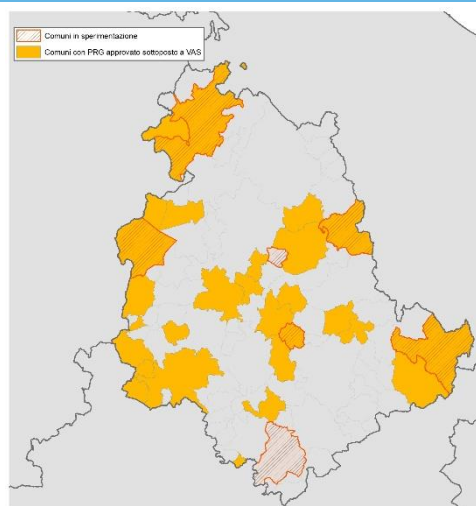 Comuni in sperimentazione
Comuni con PRG approvato sottoposto a VAS